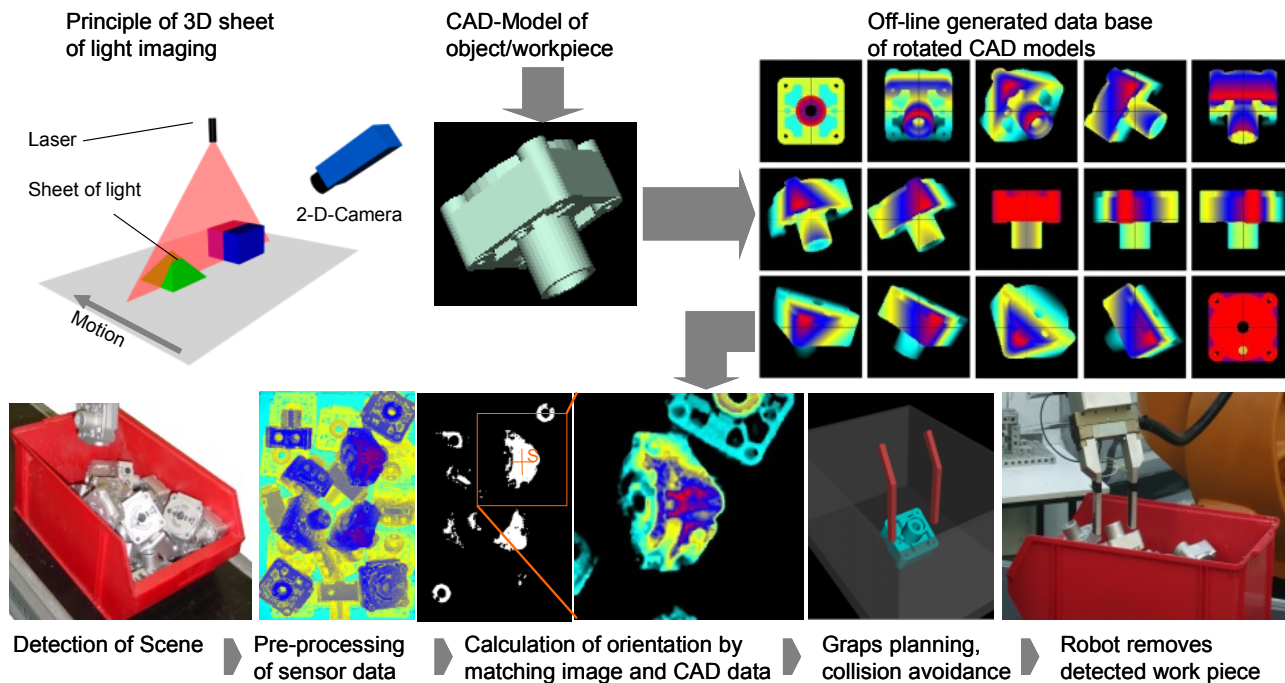 Principle of 3D sheet
of light imaging
CAD-Model of
object/workpiece
Off-line generated data base
of rotated CAD models
Laser
Sheet of light
2-D-Camera
Motion
S
Detection of Scene
Pre-processing
of sensor data
Calculation of orientation by
matching image and CAD data
Graps planning,
collision avoidance
Robot removes
detected work piece